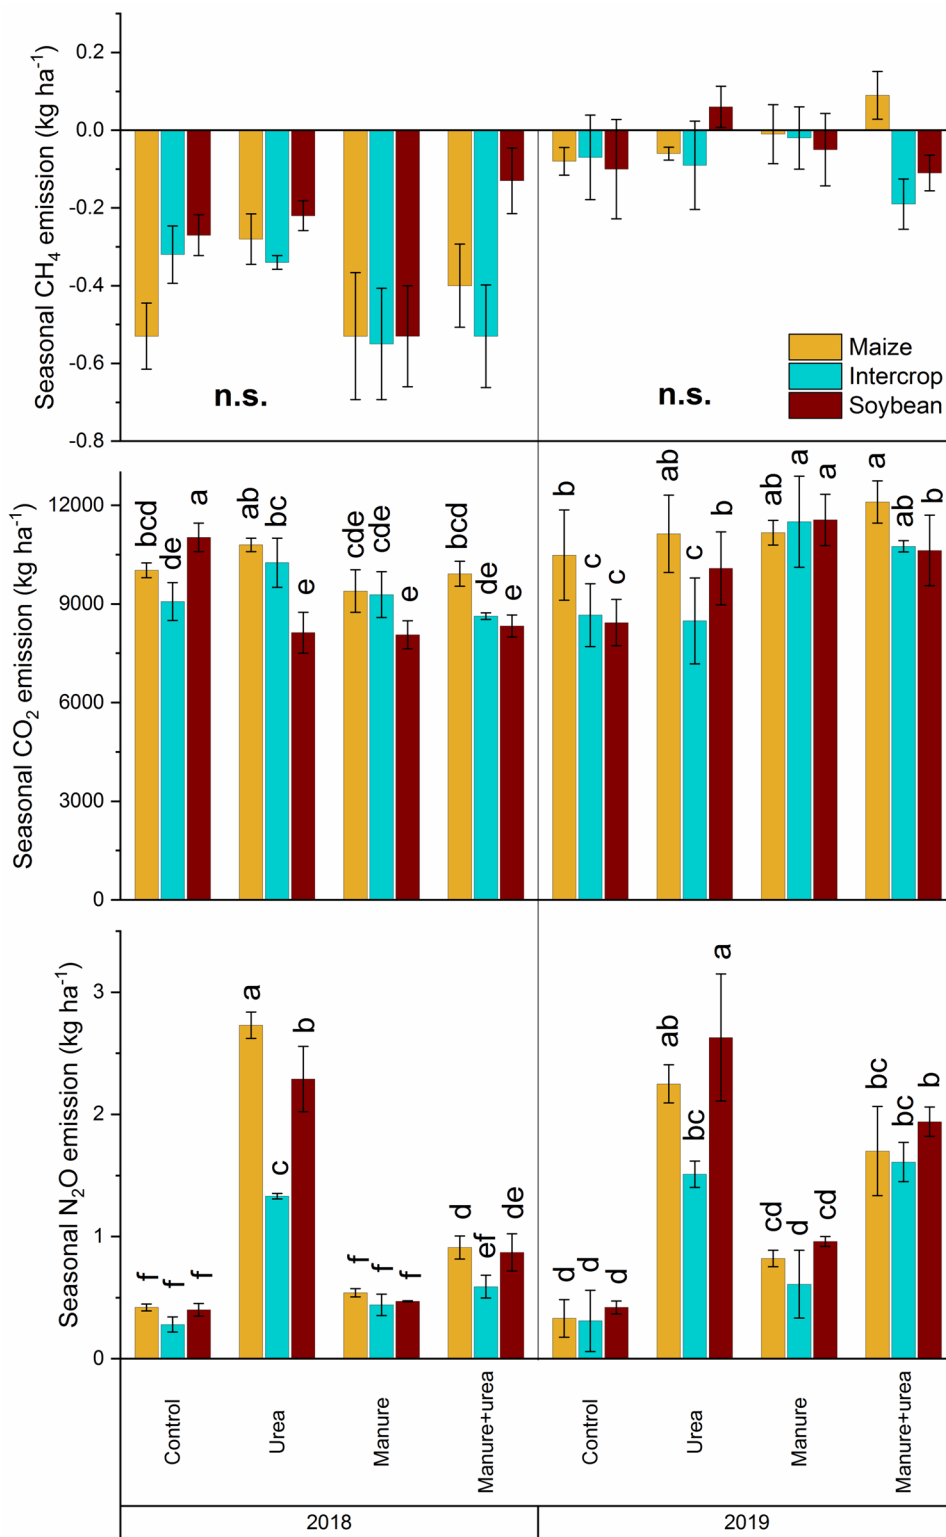 Seasonal CH4 emission (kg ha-1)
0.2
0.0
-0.2
-0.4
-0.6
-0.8
n.s.
n.s.
Maize
Intercrop
Soybean
Seasonal CO2 emission (kg ha-1)
12000
9000
6000
3000
0
bcd
de
a
ab
bc
e
cde
cde
e
bcd
de
e
b
c
c
ab
c
b
ab
a
a
a
ab
b
Seasonal N2O emission (kg ha-1)
3
2
1
0
f
f
f
a
c
b
f
f
f
d
ef
de
d
d
d
ab
bc
a
cd
d
cd
bc
bc
b
Control
Urea
Manure
Manure+urea
Control
Urea
Manure
Manure+urea
2018
2019